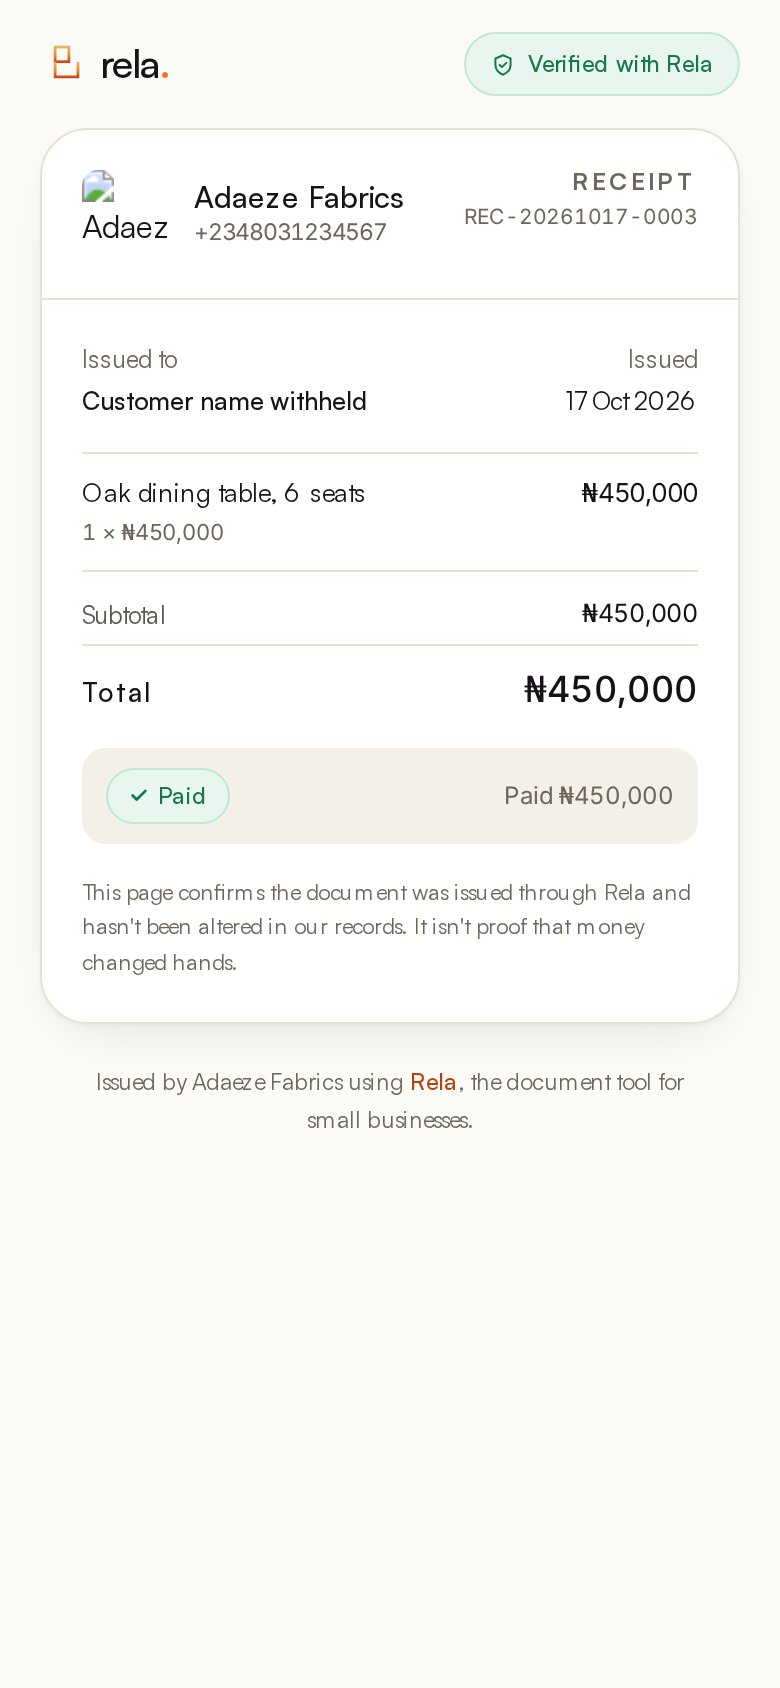 rela.
Verified with Rela
Adaez
Adaeze Fabrics
+2348031234567
RECEIPT
REC-20261017-0003
Issued to
Issued
Customer name withheld
17 Oct 2026
Oak dining table, 6 seats
₦450,000
1 × ₦450,000
Subtotal
₦450,000
Total
₦450,000
Paid
Paid ₦450,000
This page confirms the document was issued through Rela and
hasn't been altered in our records. It isn't proof that money
changed hands.
Issued by Adaeze Fabrics using Rela, the document tool for
small businesses.